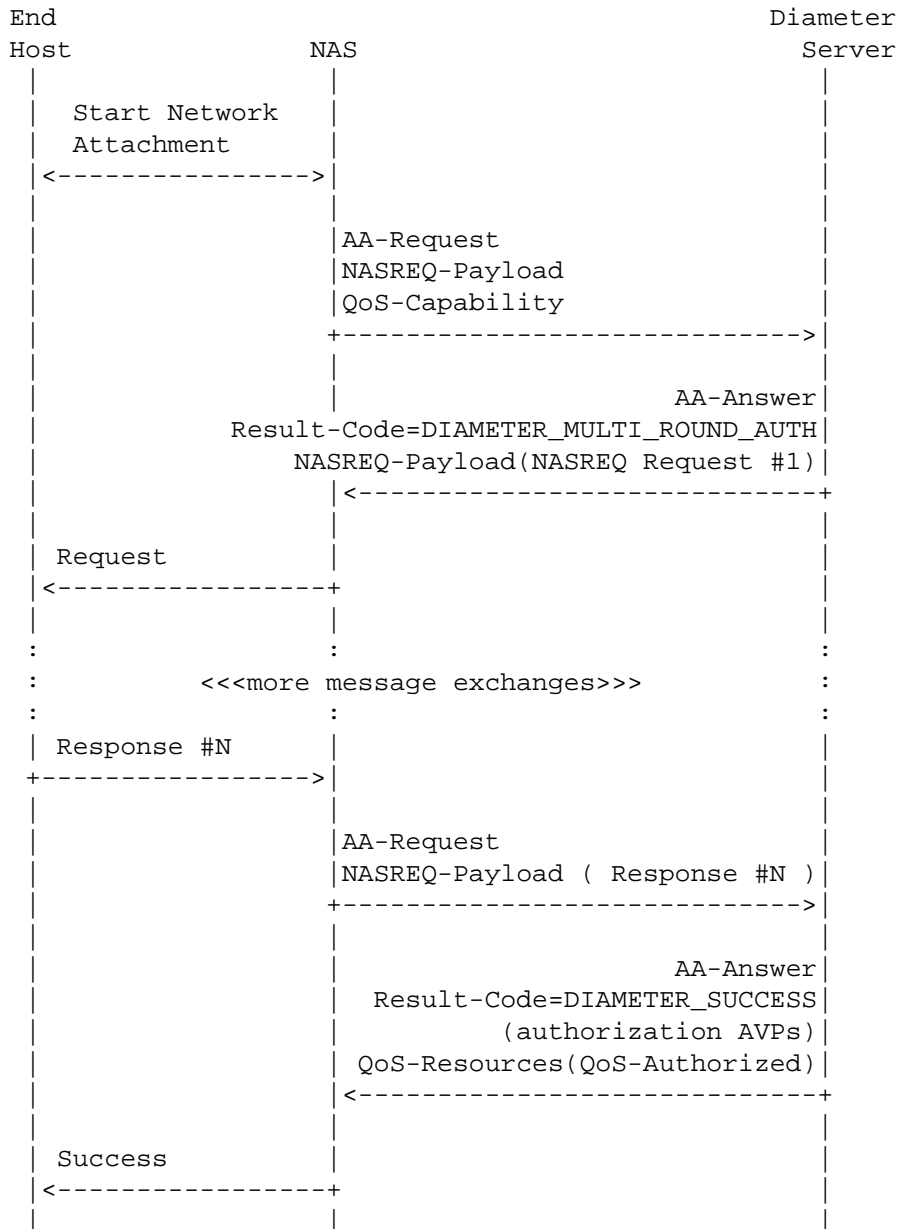 End Diameter
Host NAS Server
Start Network
Attachment
<---------------->
AA-Request
NASREQ-Payload
QoS-Capability
+----------------------------->
AA-Answer
Result-Code=DIAMETER_MULTI_ROUND_AUTH
NASREQ-Payload(NASREQ Request #1)
<-----------------------------+
Request
<-----------------+
: : :
: <<<more message exchanges>>> :
: : :
Response #N
+----------------->
AA-Request
NASREQ-Payload ( Response #N )
+----------------------------->
AA-Answer
Result-Code=DIAMETER_SUCCESS
(authorization AVPs)
QoS-Resources(QoS-Authorized)
<-----------------------------+
Success
<-----------------+